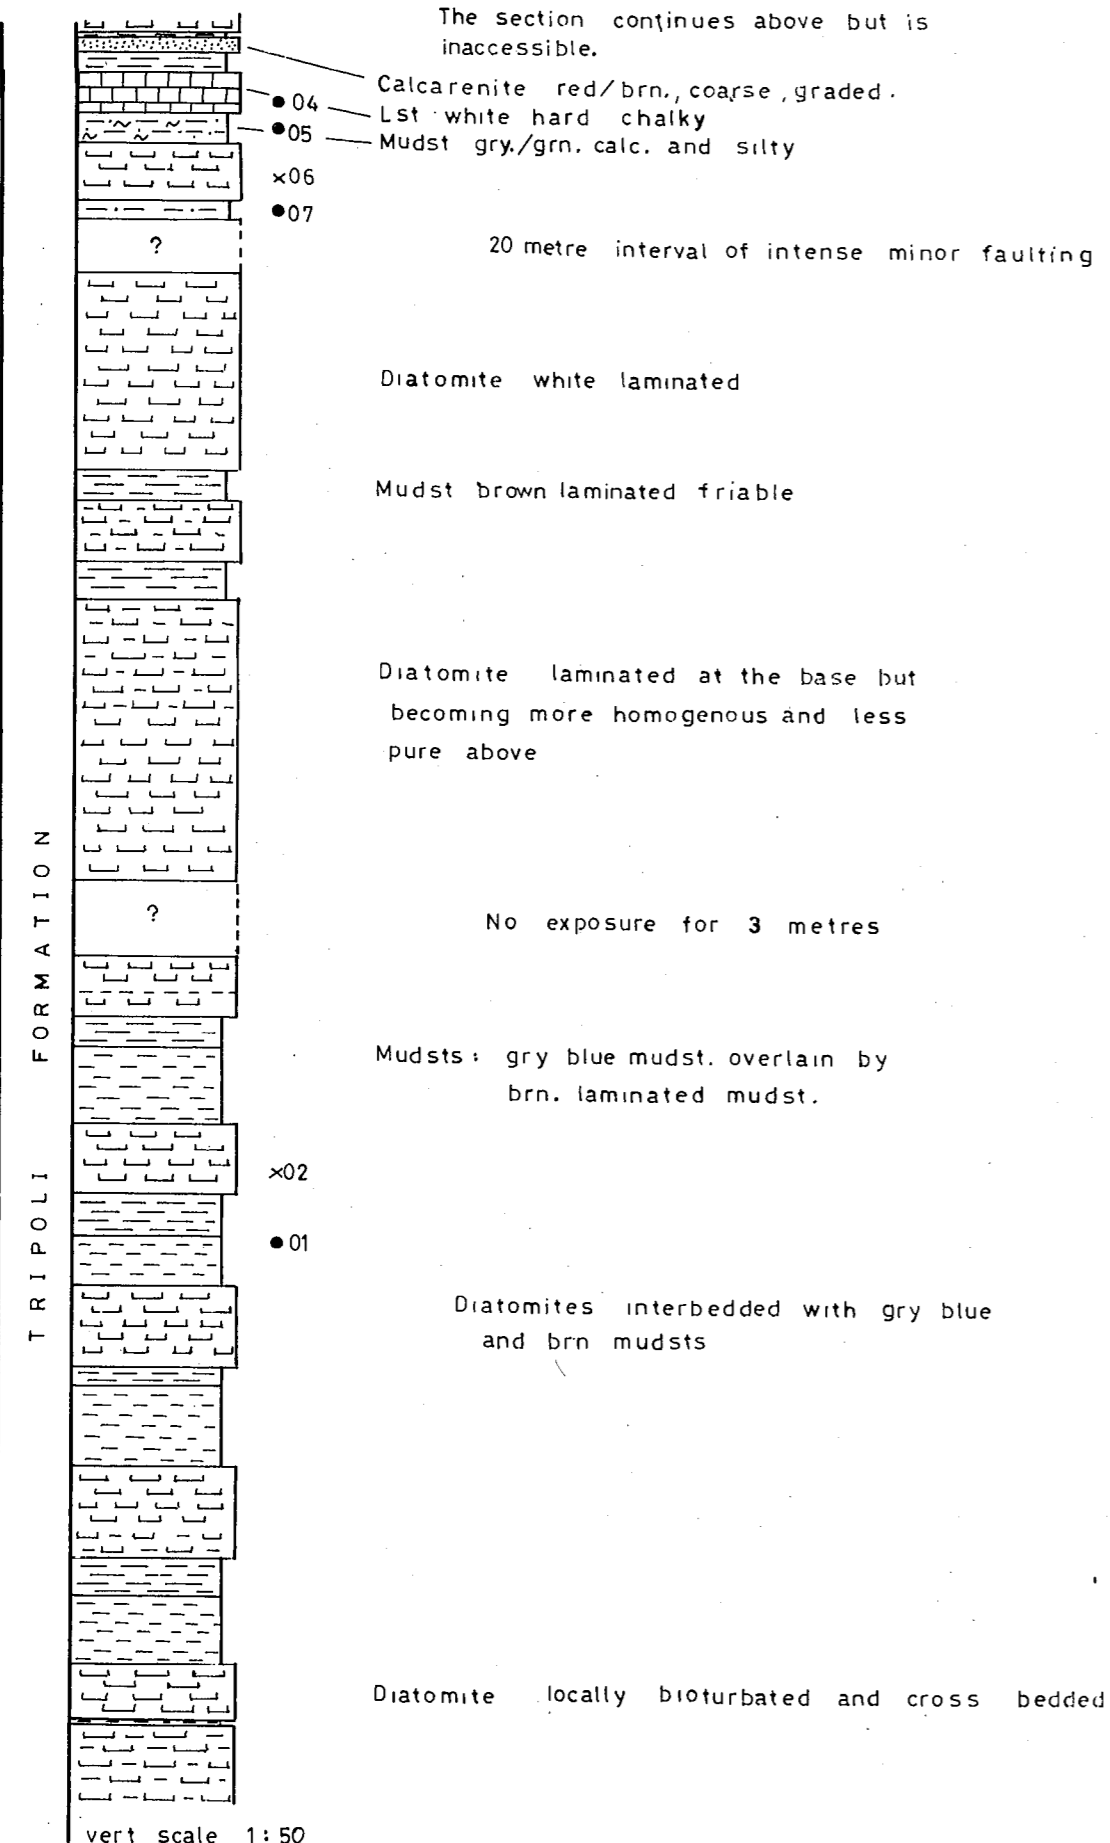 The section continues above but is
inaccessible.
Calcarenite red/brn., coarse, graded.
●04
Lst white hard chalky
●05
Mudst gry./grn. calc. and silty
×06
●07
?
20 metre interval of intense minor faulting
Diatomite white laminated
Mudst brown laminated friable
Diatomite laminated at the base but
becoming more homogenous and less
pure above
?
No exposure for 3 metres
Mudsts: gry blue mudst. overlain by
brn. laminated mudst.
×02
●01
Diatomites interbedded with gry blue
and brn mudsts
Diatomite locally bioturbated and cross bedded
TRIPOLI FORMATION
vert scale 1:50